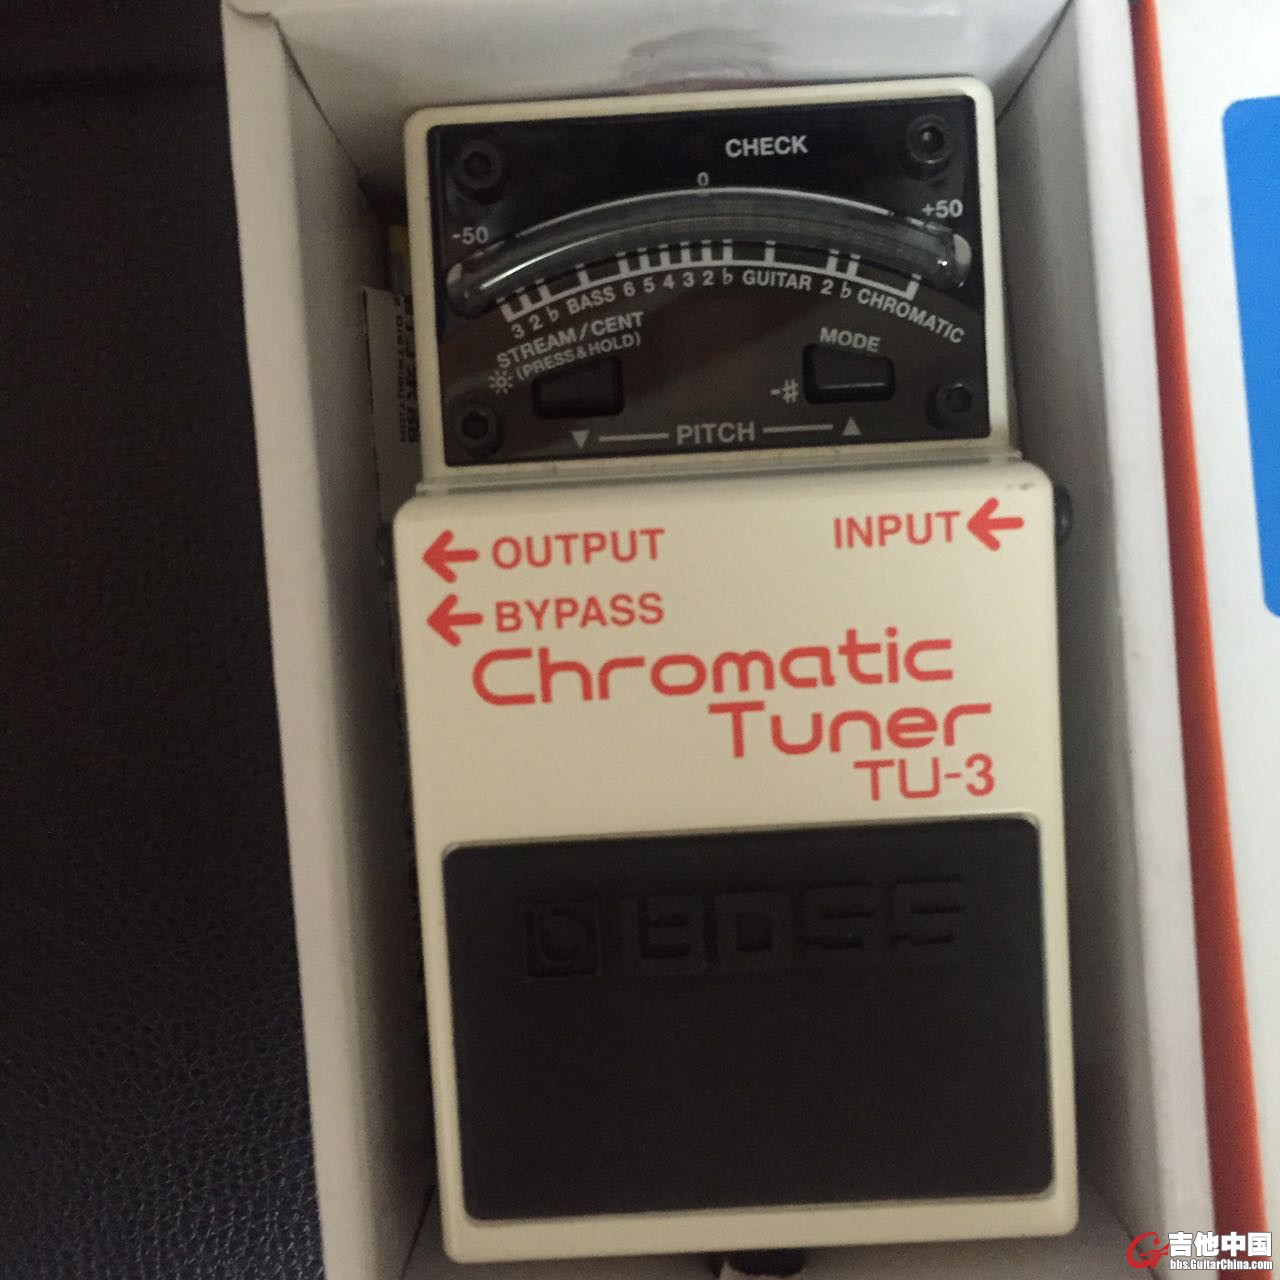 CHECK
0
-50
+50
3 2 ♭ BASS 6 5 4 3 2 ♭ GUITAR 2 ♭ CHROMATIC
STREAM/CENT
(PRESS&HOLD)
MODE
-#
▼ PITCH ▲
← OUTPUT
INPUT ←
← BYPASS
Chromatic
Tuner
TU-3
BOSS
吉他中国
bbs.GuitarChina.com